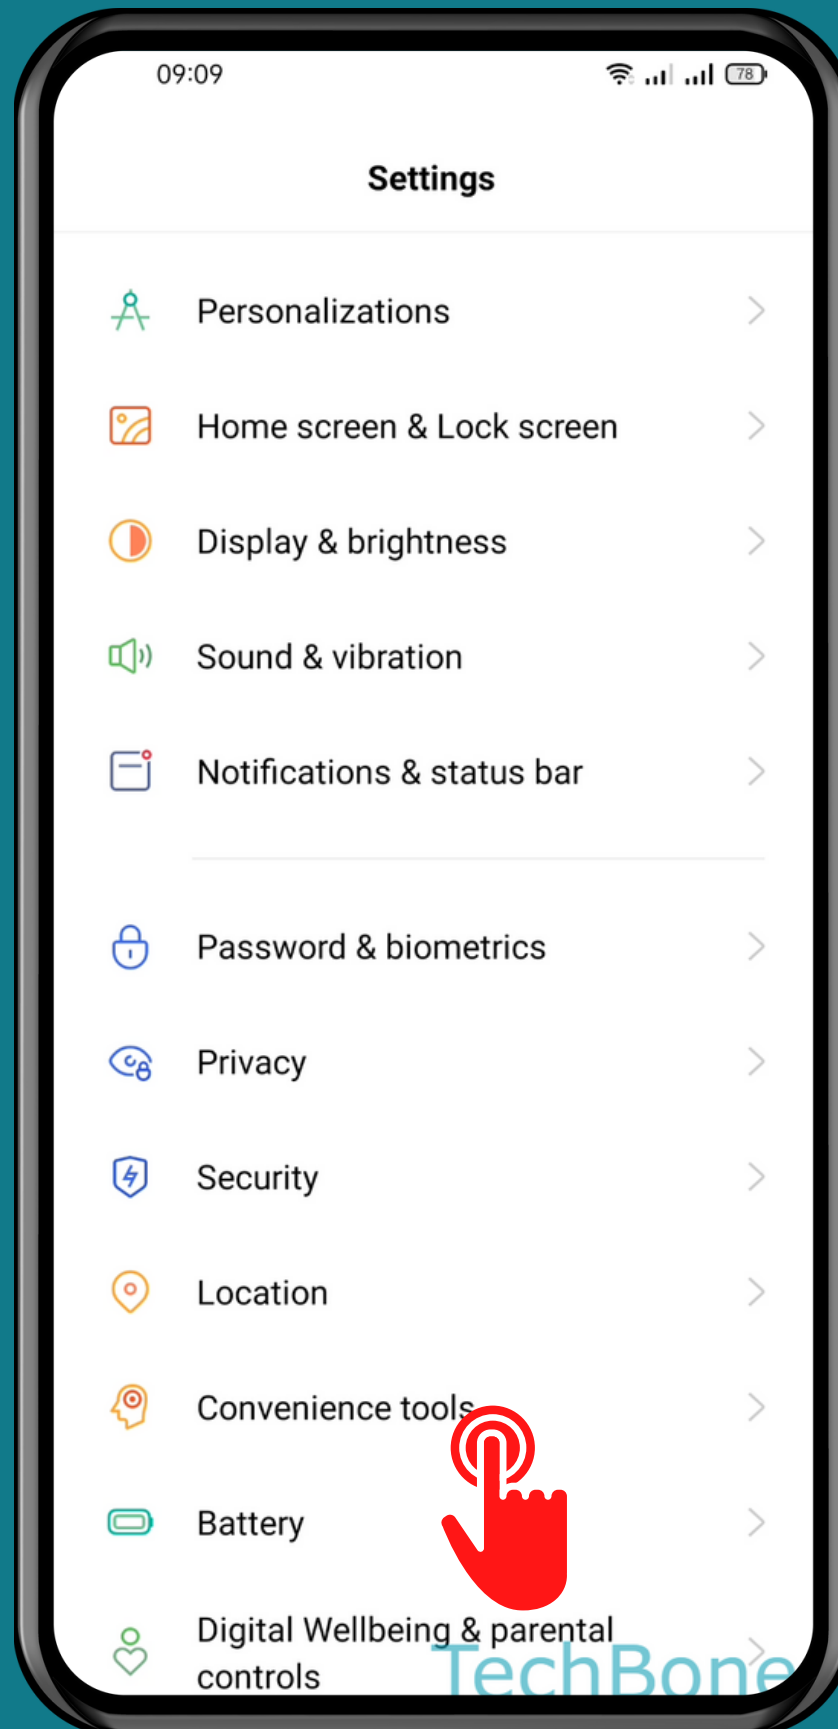 09:09
78
Settings
Personalizations
Home screen & Lock screen
Display & brightness
Sound & vibration
Notifications & status bar
Password & biometrics
Privacy
Security
Location
Convenience tools
Battery
Digital Wellbeing & parental
controls
TechBone